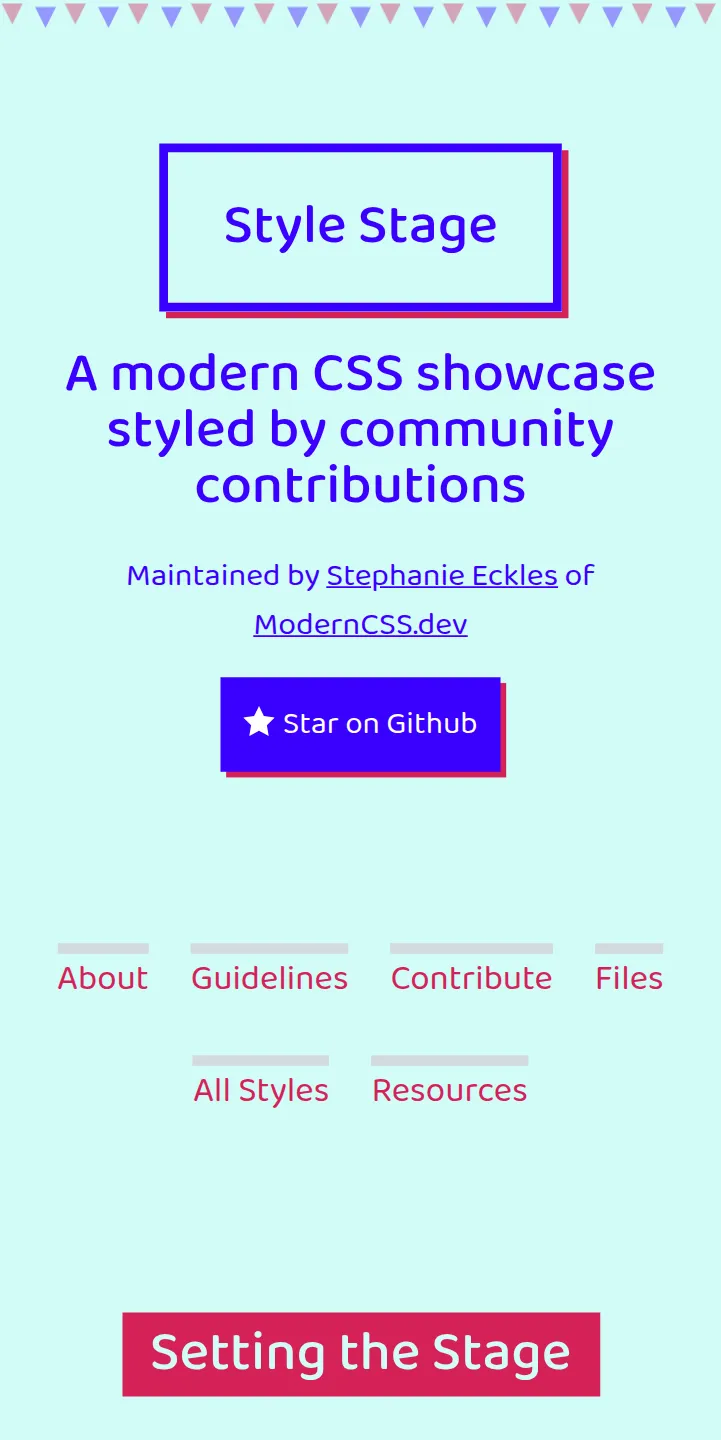 Style Stage
A modern CSS showcase
styled by community
contributions
Maintained by Stephanie Eckles of
ModernCSS.dev
Star on Github
About Guidelines Contribute Files
All Styles Resources
Setting the Stage